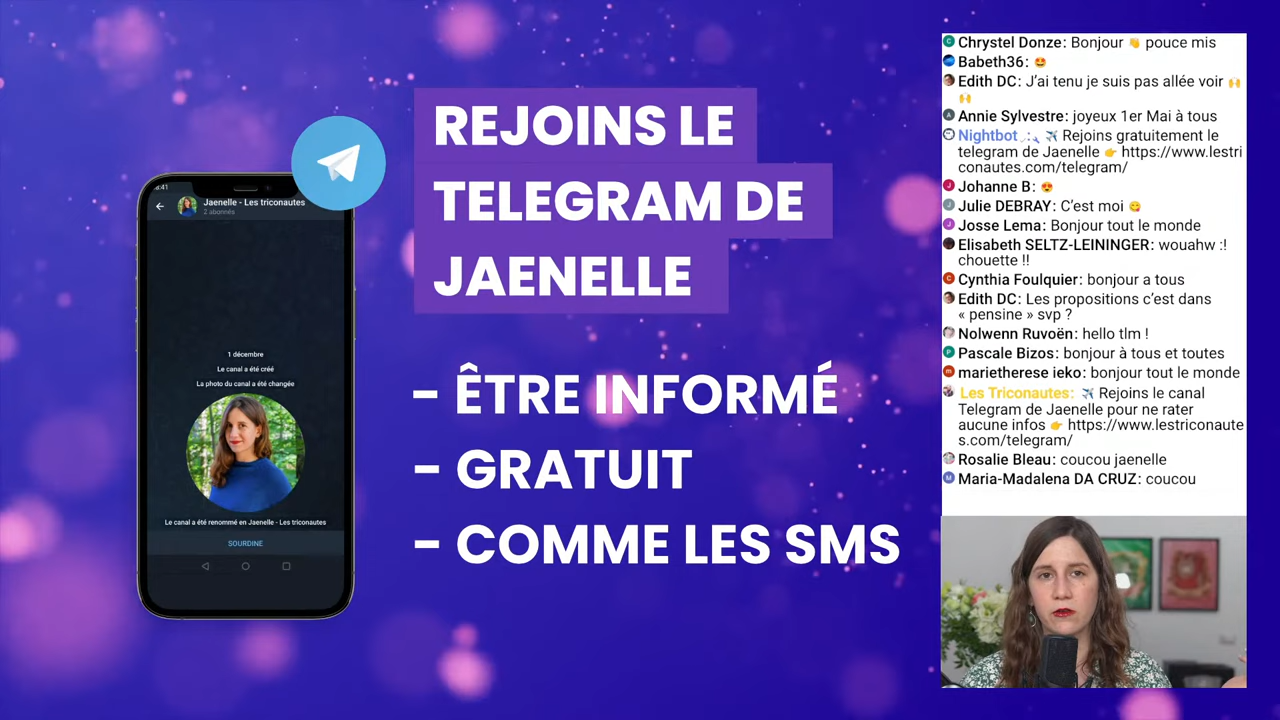 REJOINS LE
TELEGRAM DE
JAENELLE
- ÊTRE INFORMÉ
- GRATUIT
- COMME LES SMS
Jaenelle - Les triconautes
2 abonnés
1 décembre
Le canal a été créé
La photo du canal a été changée
Le canal a été renommé en Jaenelle - Les triconautes
SOURDINE
Chrystel Donze: Bonjour 👋 pouce mis
Babeth36: 🤩
Edith DC: J’ai tenu je suis pas allée voir 🙌
🙌
Annie Sylvestre: joyeux 1er Mai à tous
Nightbot : ✈️ Rejoins gratuitement le
telegram de Jaenelle 👉 https://www.lestri
conautes.com/telegram/
Johanne B: 😍
Julie DEBRAY: C’est moi 😋
Josse Lema: Bonjour tout le monde
Elisabeth SELTZ-LEININGER: wouahw :!
chouette !!
Cynthia Foulquier: bonjour a tous
Edith DC: Les propositions c’est dans
« pensine » svp ?
Nolwenn Ruvoën: hello tlm !
Pascale Bizos: bonjour à tous et toutes
marietherese ieko: bonjour tout le monde
Les Triconautes: ✈️ Rejoins le canal
Telegram de Jaenelle pour ne rater
aucune infos 👉 https://www.lestriconaute
s.com/telegram/
Rosalie Bleau: coucou jaenelle
Maria-Madalena DA CRUZ: coucou